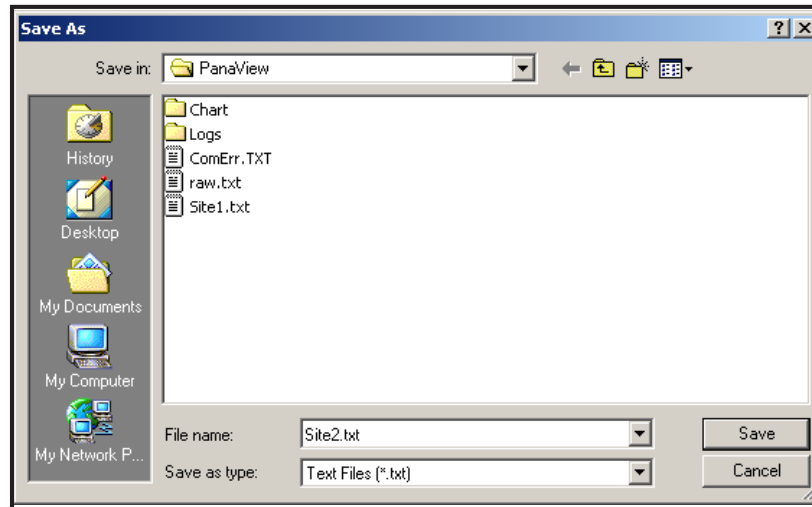 Save As
Save in: PanaView
Chart
Logs
ComErr.TXT
raw.txt
Site1.txt
History
Desktop
My Documents
My Computer
My Network P...
File name: Site2.txt Save
Save as type: Text Files (*.txt) Cancel